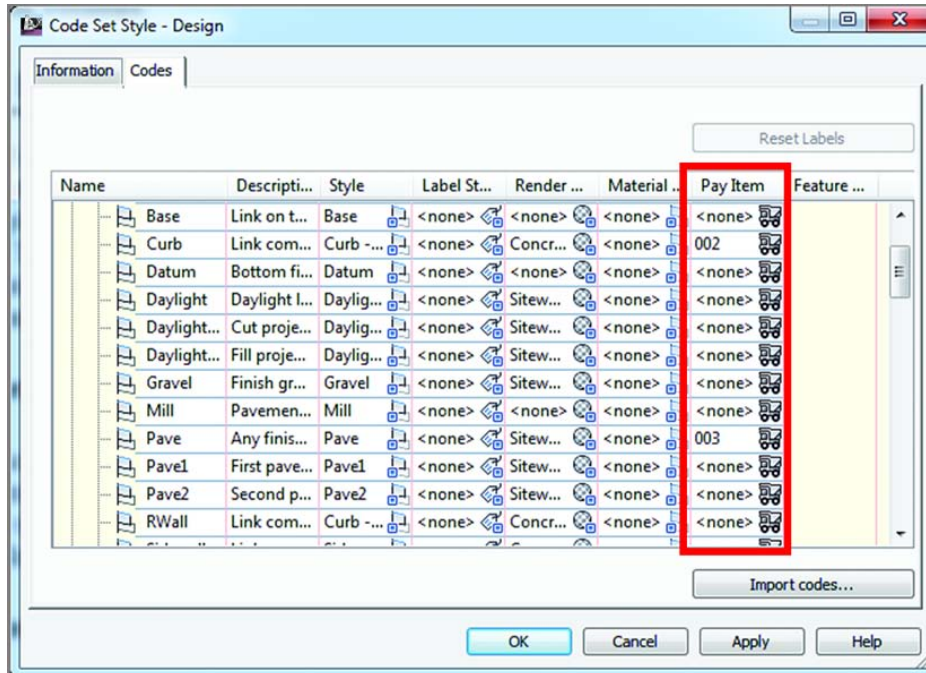 Code Set Style - Design
Information Codes
Reset Labels
Name Descripti... Style Label St... Render ... Material ... Pay Item Feature ...
Base Link on t... Base <none> <none> <none> <none>
Curb Link com... Curb -... <none> Concr... <none> 002
Datum Bottom fi... Datum <none> <none> <none> <none>
Daylight Daylight l... Daylig... <none> Sitew... <none> <none>
Daylight... Cut proje... Daylig... <none> Sitew... <none> <none>
Daylight... Fill proje... Daylig... <none> Sitew... <none> <none>
Gravel Finish gr... Gravel <none> Sitew... <none> <none>
Mill Pavemen... Mill <none> <none> <none> <none>
Pave Any finis... Pave <none> Sitew... <none> 003
Pave1 First pave... Pave1 <none> Sitew... <none> <none>
Pave2 Second p... Pave2 <none> Sitew... <none> <none>
RWall Link com... Curb -... <none> Concr... <none> <none>
Import codes...
OK Cancel Apply Help